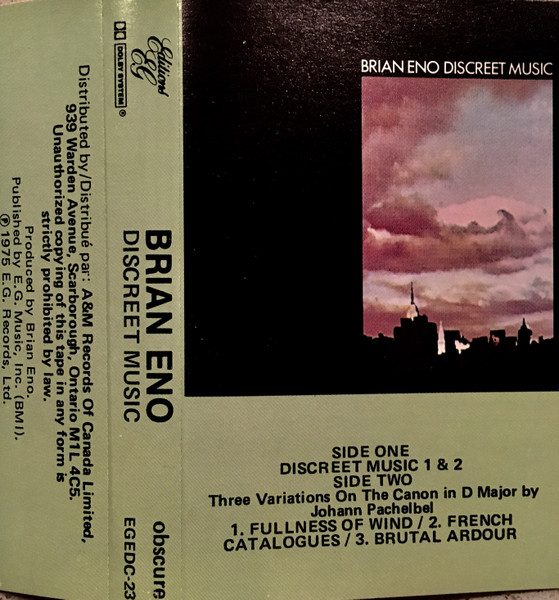 BRIAN ENO DISCREET MUSIC
SIDE ONE
DISCREET MUSIC 1 & 2
SIDE TWO
Three Variations On The Canon in D Major by
Johann Pachelbel
1. FULLNESS OF WIND / 2. FRENCH
CATALOGUES / 3. BRUTAL ARDOUR
DOLBY SYSTEM ®
Editions
EG
BRIAN ENO
DISCREET MUSIC
obscure
EGEDC-23
Distributed by/Distribué par: A&M Records Of Canada Limited,
939 Warden Avenue, Scarborough, Ontario M1L 4C5.
Unauthorized copying of this tape in any form is
strictly prohibited by law.
Produced by Brian Eno.
Published by E.G. Music, Inc. (BMI).
℗ 1975 E.G. Records, Ltd.